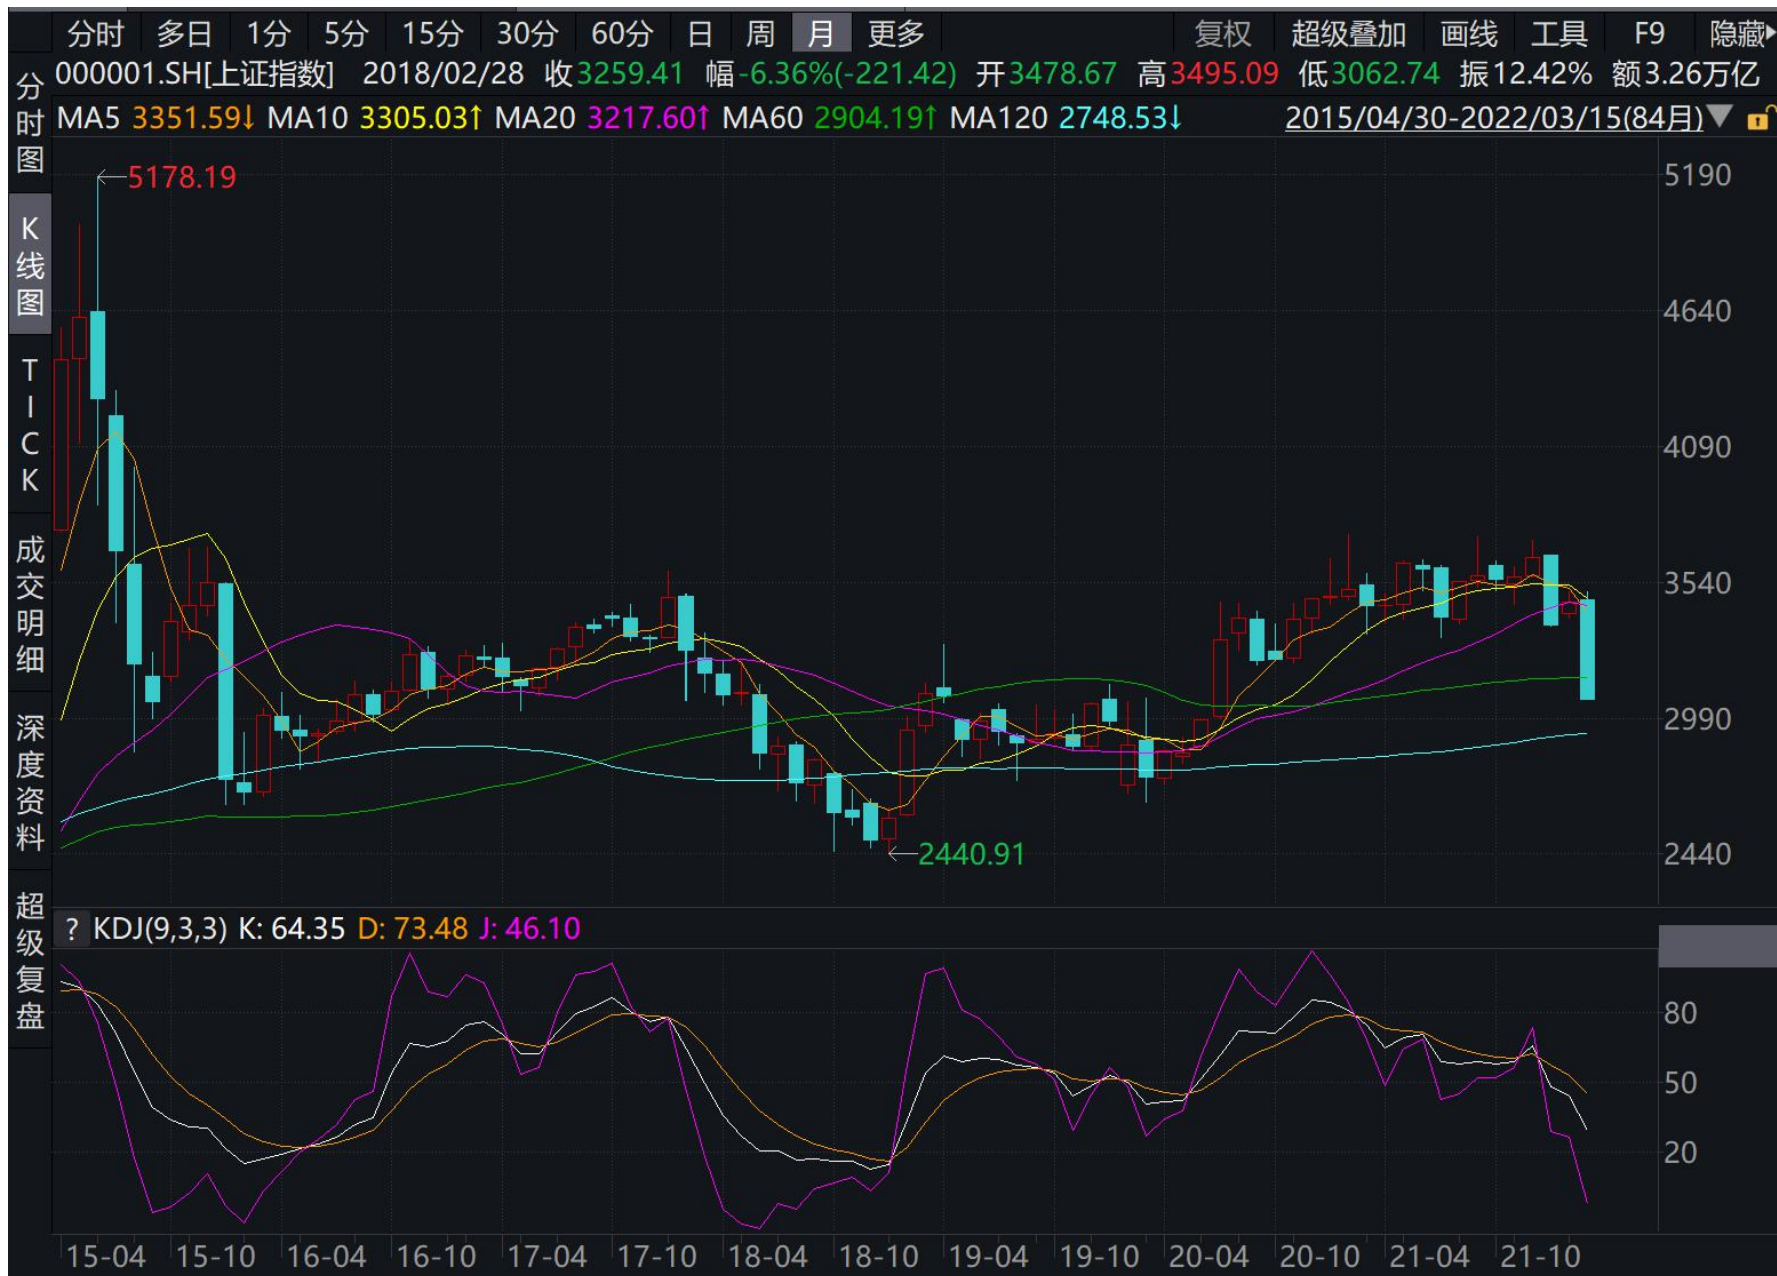 分时 多日 1分 5分 15分 30分 60分 日 周 月 更多 复权 超级叠加 画线 工具 F9 隐藏
000001.SH[上证指数] 2018/02/28 收3259.41 幅-6.36%(-221.42) 开3478.67 高3495.09 低3062.74 振12.42% 额3.26万亿
MA5 3351.59↓ MA10 3305.03↑ MA20 3217.60↑ MA60 2904.19↑ MA120 2748.53↓ 2015/04/30-2022/03/15(84月)
分时图
K线图
TICK
成交明细
深度资料
超级复盘
5178.19
5190
4640
4090
3540
2990
2440
2440.91
? KDJ(9,3,3) K: 64.35 D: 73.48 J: 46.10
80
50
20
15-04 15-10 16-04 16-10 17-04 17-10 18-04 18-10 19-04 19-10 20-04 20-10 21-04 21-10